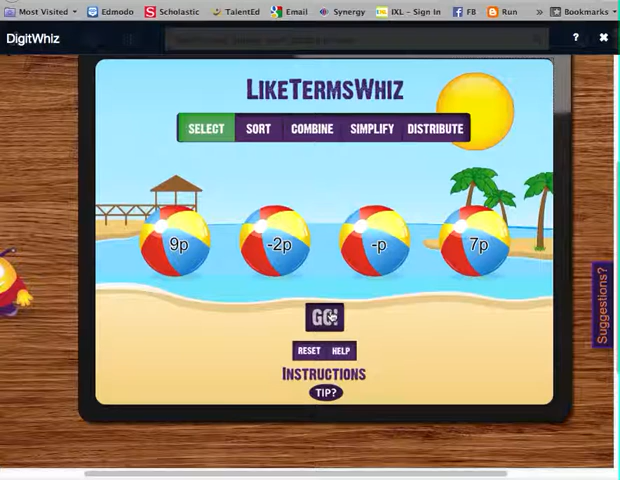 Most Visited Edmodo Scholastic TalentEd Email Synergy IXL - Sign In FB Run » Bookmarks
DigitWhiz ? ×
LIKETERMSWHIZ
SELECT SORT COMBINE SIMPLIFY DISTRIBUTE
9p -2p -p 7p
GO!
RESET HELP
INSTRUCTIONS
TIP?
Suggestions?